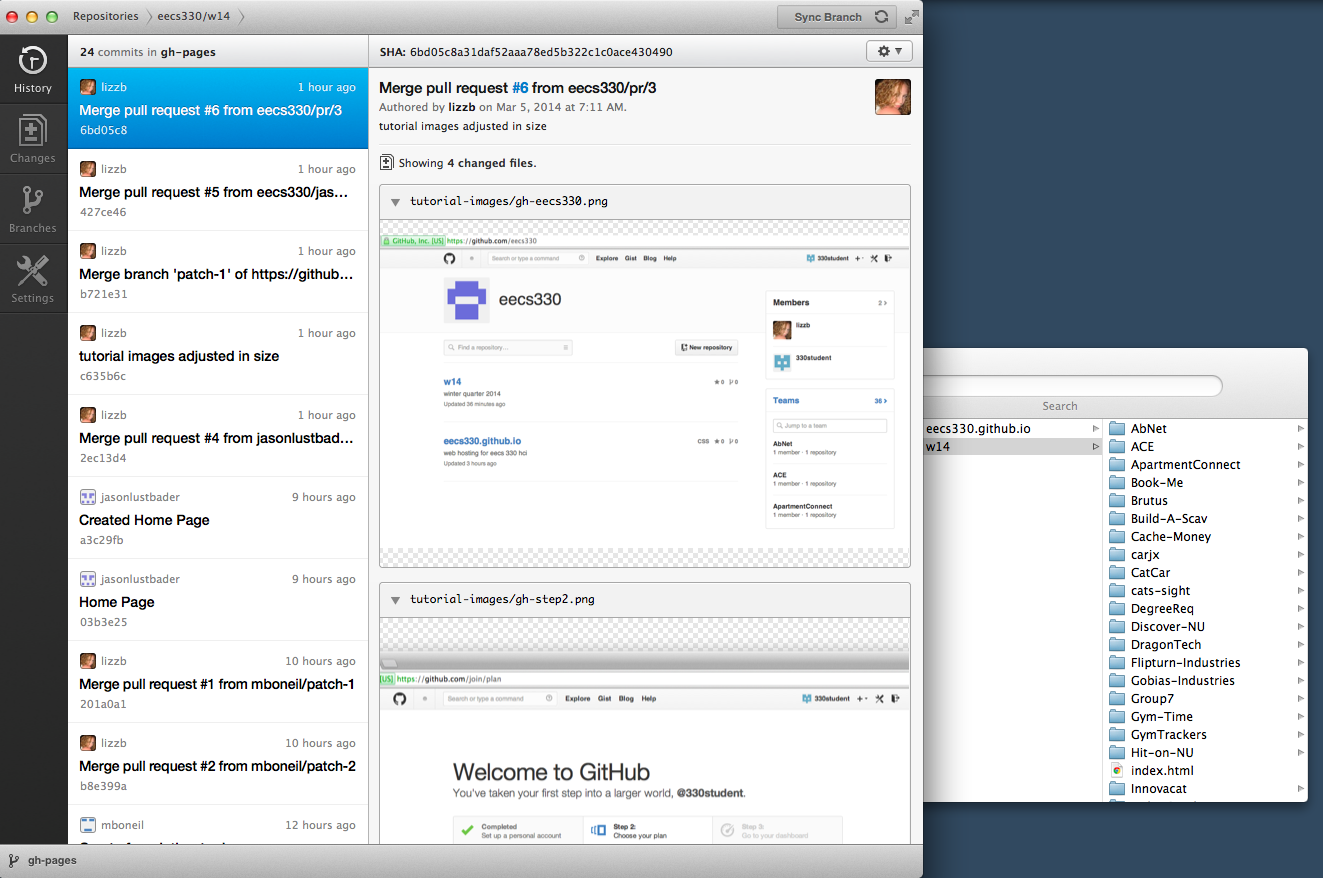 Repositories eecs330/w14
Sync Branch
History
Changes
Branches
Settings
24 commits in gh-pages
lizzb 1 hour ago
Merge pull request #6 from eecs330/pr/3
6bd05c8
lizzb 1 hour ago
Merge pull request #5 from eecs330/jas...
427ce46
lizzb 1 hour ago
Merge branch 'patch-1' of https://github...
b721e31
lizzb 1 hour ago
tutorial images adjusted in size
c635b6c
lizzb 1 hour ago
Merge pull request #4 from jasonlustbad...
2ec13d4
jasonlustbader 9 hours ago
Created Home Page
a3c29fb
jasonlustbader 9 hours ago
Home Page
03b3e25
lizzb 10 hours ago
Merge pull request #1 from mboneil/patch-1
201a0a1
lizzb 10 hours ago
Merge pull request #2 from mboneil/patch-2
b8e399a
mboneil 12 hours ago
gh-pages
SHA: 6bd05c8a31daf52aaa78ed5b322c1c0ace430490
Merge pull request #6 from eecs330/pr/3
Authored by lizzb on Mar 5, 2014 at 7:11 AM.
tutorial images adjusted in size
Showing 4 changed files.
tutorial-images/gh-eecs330.png
GitHub, Inc. [US] https://github.com/eecs330
Search or type a command Explore Gist Blog Help 330student
eecs330
Find a repository...
New repository
w14 0 0
winter quarter 2014
Updated 36 minutes ago
eecs330.github.io CSS 0 0
web hosting for eecs 330 hci
Updated 3 hours ago
Members 2
lizzb
330student
Teams 36
Jump to a team
AbNet
1 member · 1 repository
ACE
1 member · 1 repository
ApartmentConnect
1 member · 1 repository
tutorial-images/gh-step2.png
[US] https://github.com/join/plan
Search or type a command Explore Gist Blog Help 330student
Welcome to GitHub
You've taken your first step into a larger world, @330student.
Completed
Set up a personal account
Step 2:
Choose your plan
Step 3:
Go to your dashboard
Search
eecs330.github.io
w14
AbNet
ACE
ApartmentConnect
Book-Me
Brutus
Build-A-Scav
Cache-Money
carjx
CatCar
cats-sight
DegreeReq
Discover-NU
DragonTech
Flipturn-Industries
Gobias-Industries
Group7
Gym-Time
GymTrackers
Hit-on-NU
index.html
Innovacat